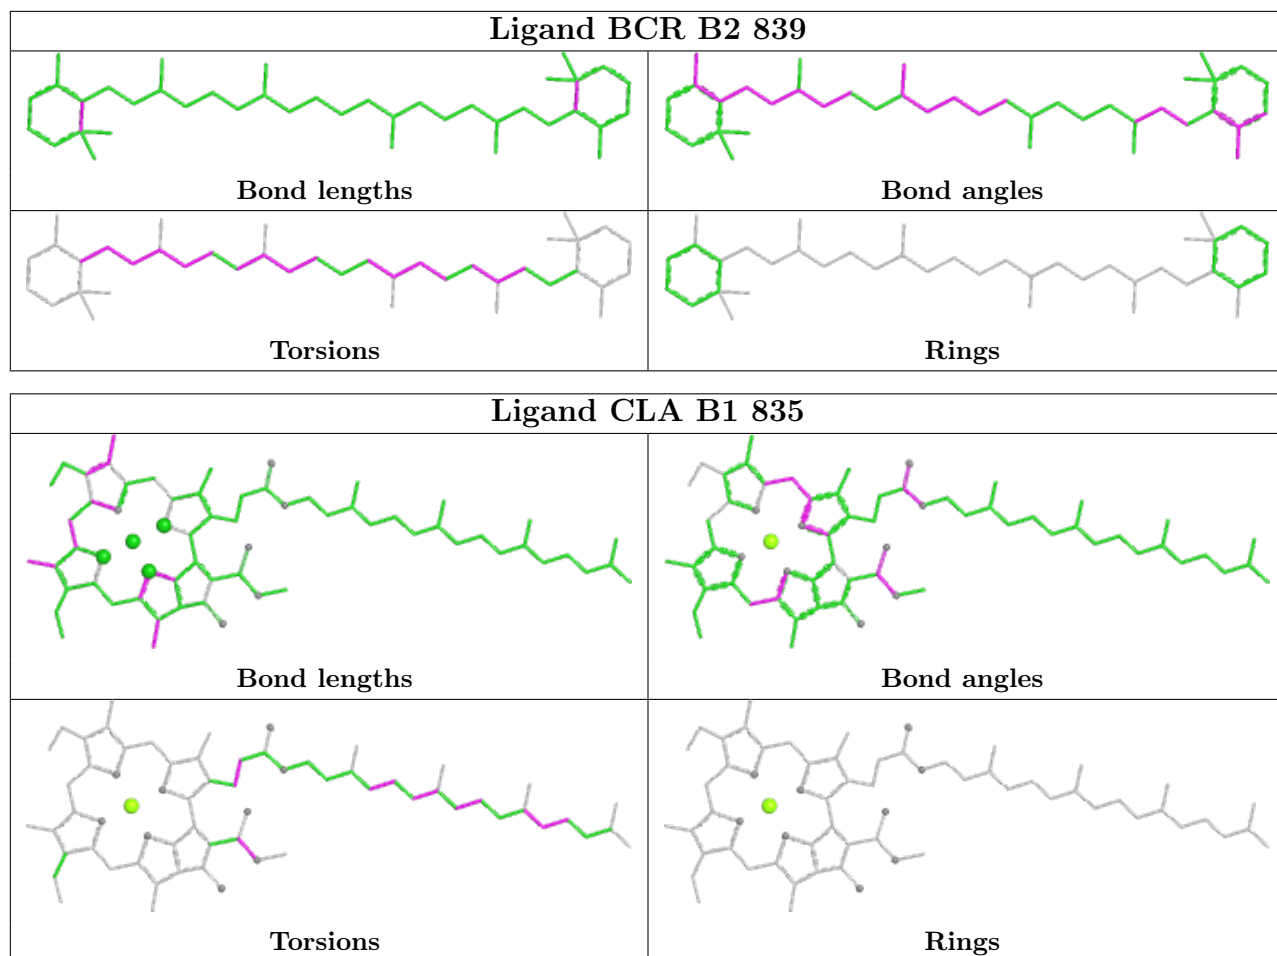 Ligand BCR B2 839
Bond lengths
Bond angles
Torsions
Rings
Ligand CLA B1 835
Bond lengths
Bond angles
Torsions
Rings